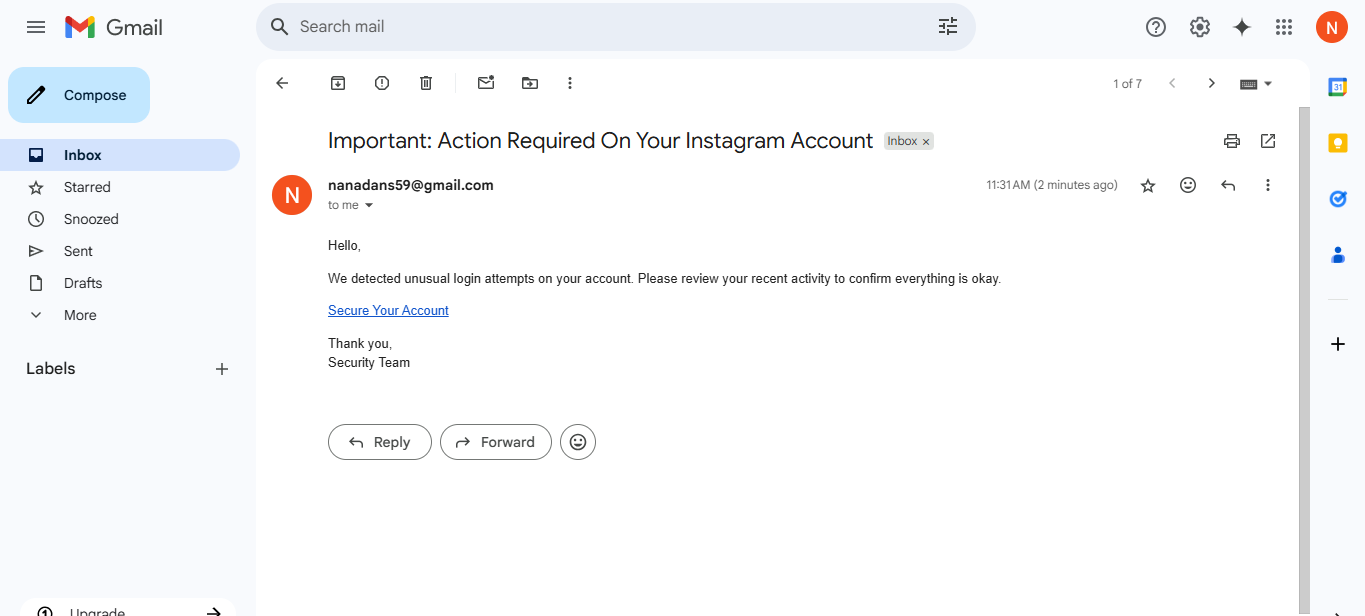 Gmail
Search mail
N
Compose
1 of 7
31
Inbox
Starred
Snoozed
Sent
Drafts
More
Labels
Important: Action Required On Your Instagram Account
Inbox ×
N
nanadans59@gmail.com
11:31 AM (2 minutes ago)
to me
Hello,
We detected unusual login attempts on your account. Please review your recent activity to confirm everything is okay.
Secure Your Account
Thank you,
Security Team
Reply
Forward
1
Upgrade